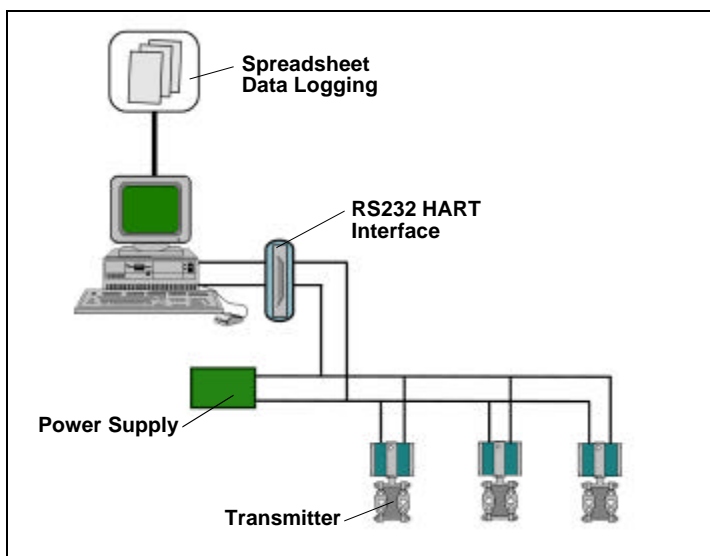 Spreadsheet
Data Logging
RS232 HART
Interface
Power Supply
Transmitter